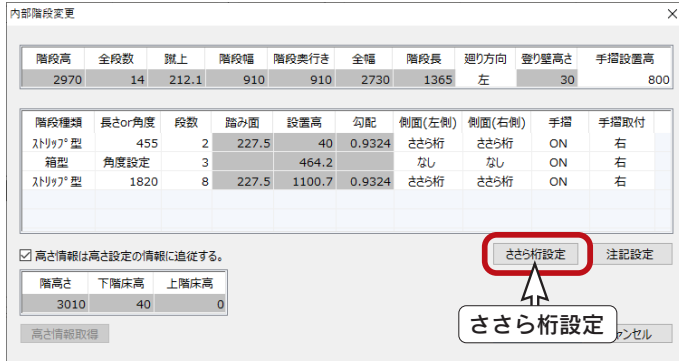 内部階段変更
階段高 全段数 蹴上 階段幅 階段奥行き 全幅 階段長 廻り方向 登り壁高さ 手摺設置高
2970 14 212.1 910 910 2730 1365 左 30 800
階段種類 長さor角度 段数 踏み面 設置高 勾配 側面(左側) 側面(右側) 手摺 手摺取付
ｽﾄﾘｯﾌﾟ型 455 2 227.5 40 0.9324 ささら桁 ささら桁 ON 右
箱型 角度設定 3 464.2 なし なし ON 右
ｽﾄﾘｯﾌﾟ型 1820 8 227.5 1100.7 0.9324 ささら桁 ささら桁 ON 右
高さ情報は高さ設定の情報に追従する。
ささら桁設定 注記設定
階高さ 下階床高 上階床高
3010 40 0
ささら桁設定
高さ情報取得 ャンセル